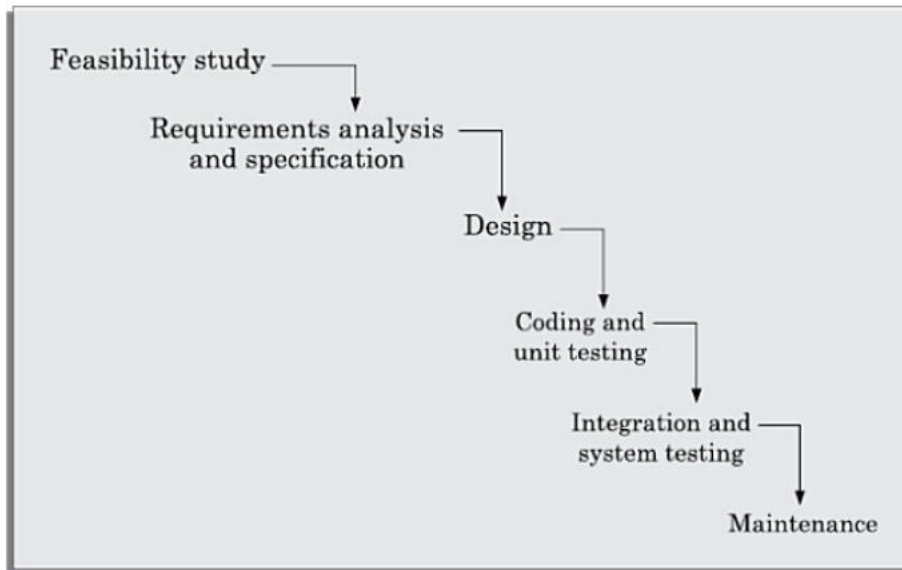 Feasibility study
Requirements analysis
and specification
Design
Coding and
unit testing
Integration and
system testing
Maintenance